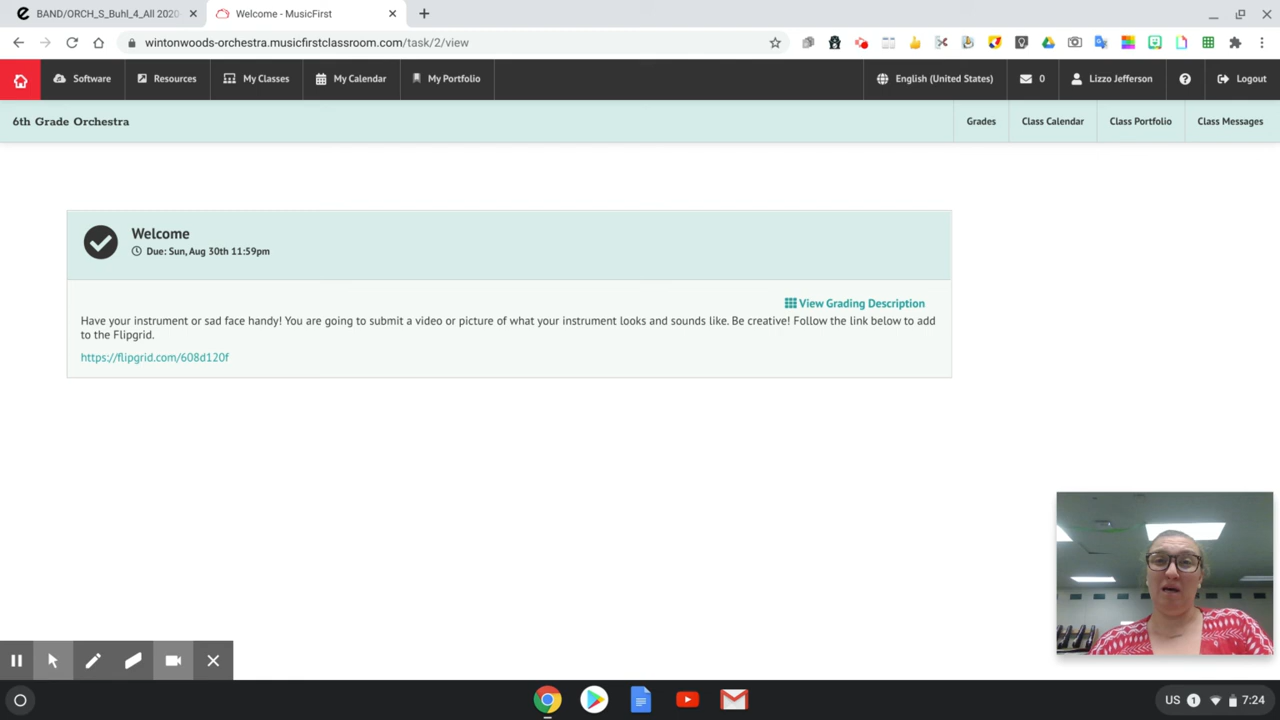 BAND/ORCH_S_Buhl_4_All 2020
Welcome - MusicFirst
wintonwoods-orchestra.musicfirstclassroom.com/task/2/view
Software Resources My Classes My Calendar My Portfolio English (United States) 0 Lizzo Jefferson ? Logout
6th Grade Orchestra Grades Class Calendar Class Portfolio Class Messages
Welcome
Due: Sun, Aug 30th 11:59pm
View Grading Description
Have your instrument or sad face handy! You are going to submit a video or picture of what your instrument looks and sounds like. Be creative! Follow the link below to add
to the Flipgrid.
https://flipgrid.com/608d120f
US 1 7:24